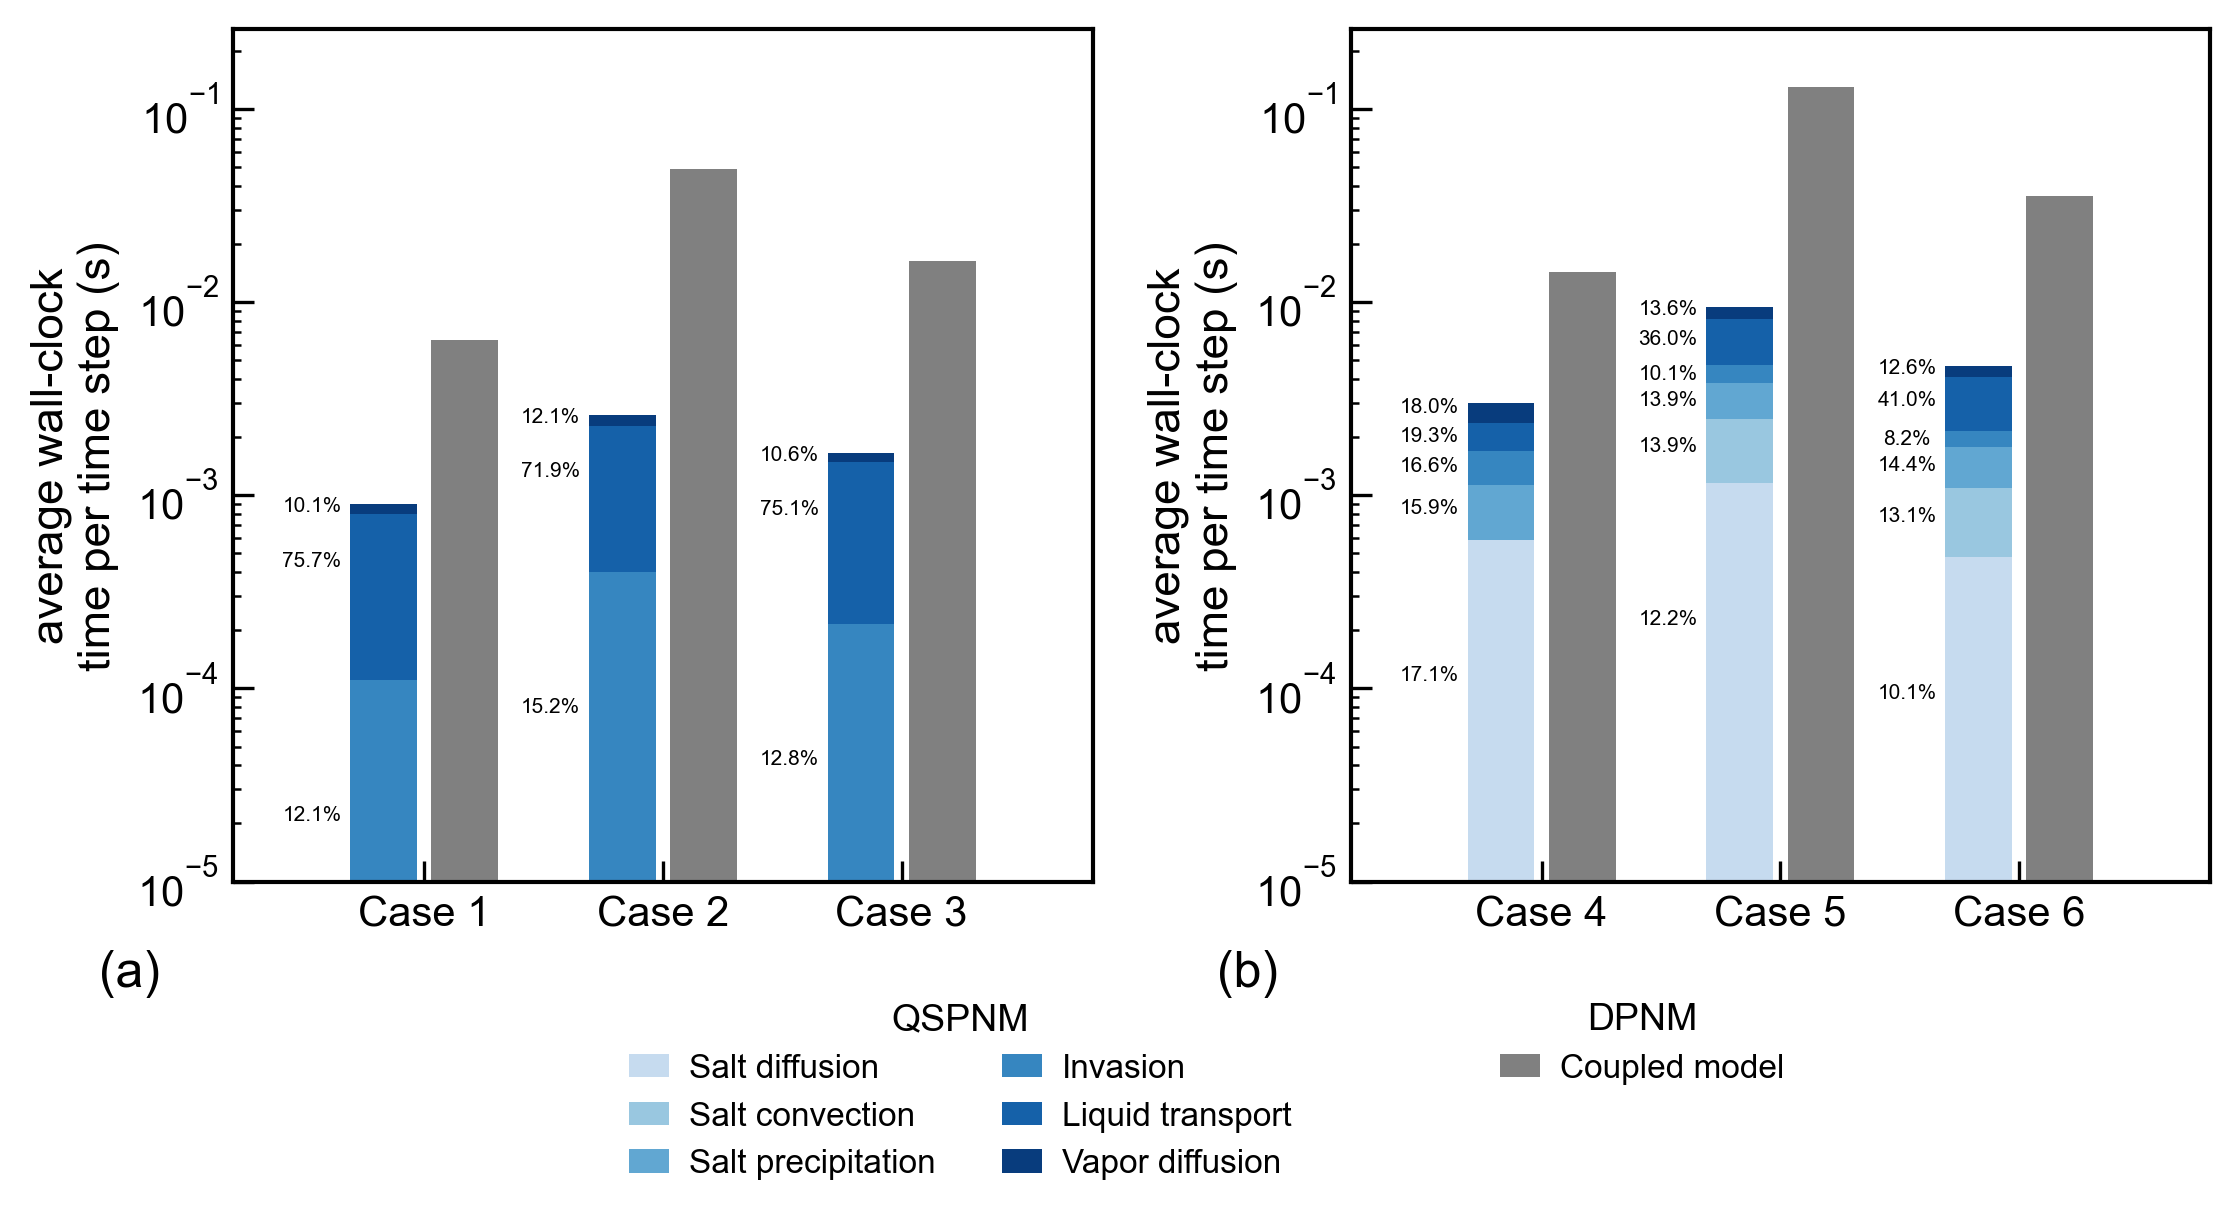 average wall-clock
time per time step (s)
10⁻¹
10⁻²
10⁻³
10⁻⁴
10⁻⁵
10.1%
75.7%
12.1%
12.1%
71.9%
15.2%
10.6%
75.1%
12.8%
Case 1
Case 2
Case 3
(a)
average wall-clock
time per time step (s)
10⁻¹
10⁻²
10⁻³
10⁻⁴
10⁻⁵
18.0%
19.3%
16.6%
15.9%
17.1%
13.6%
36.0%
10.1%
13.9%
13.9%
12.2%
12.6%
41.0%
8.2%
14.4%
13.1%
10.1%
Case 4
Case 5
Case 6
(b)
QSPNM
Salt diffusion
Salt convection
Salt precipitation
Invasion
Liquid transport
Vapor diffusion
DPNM
Coupled model